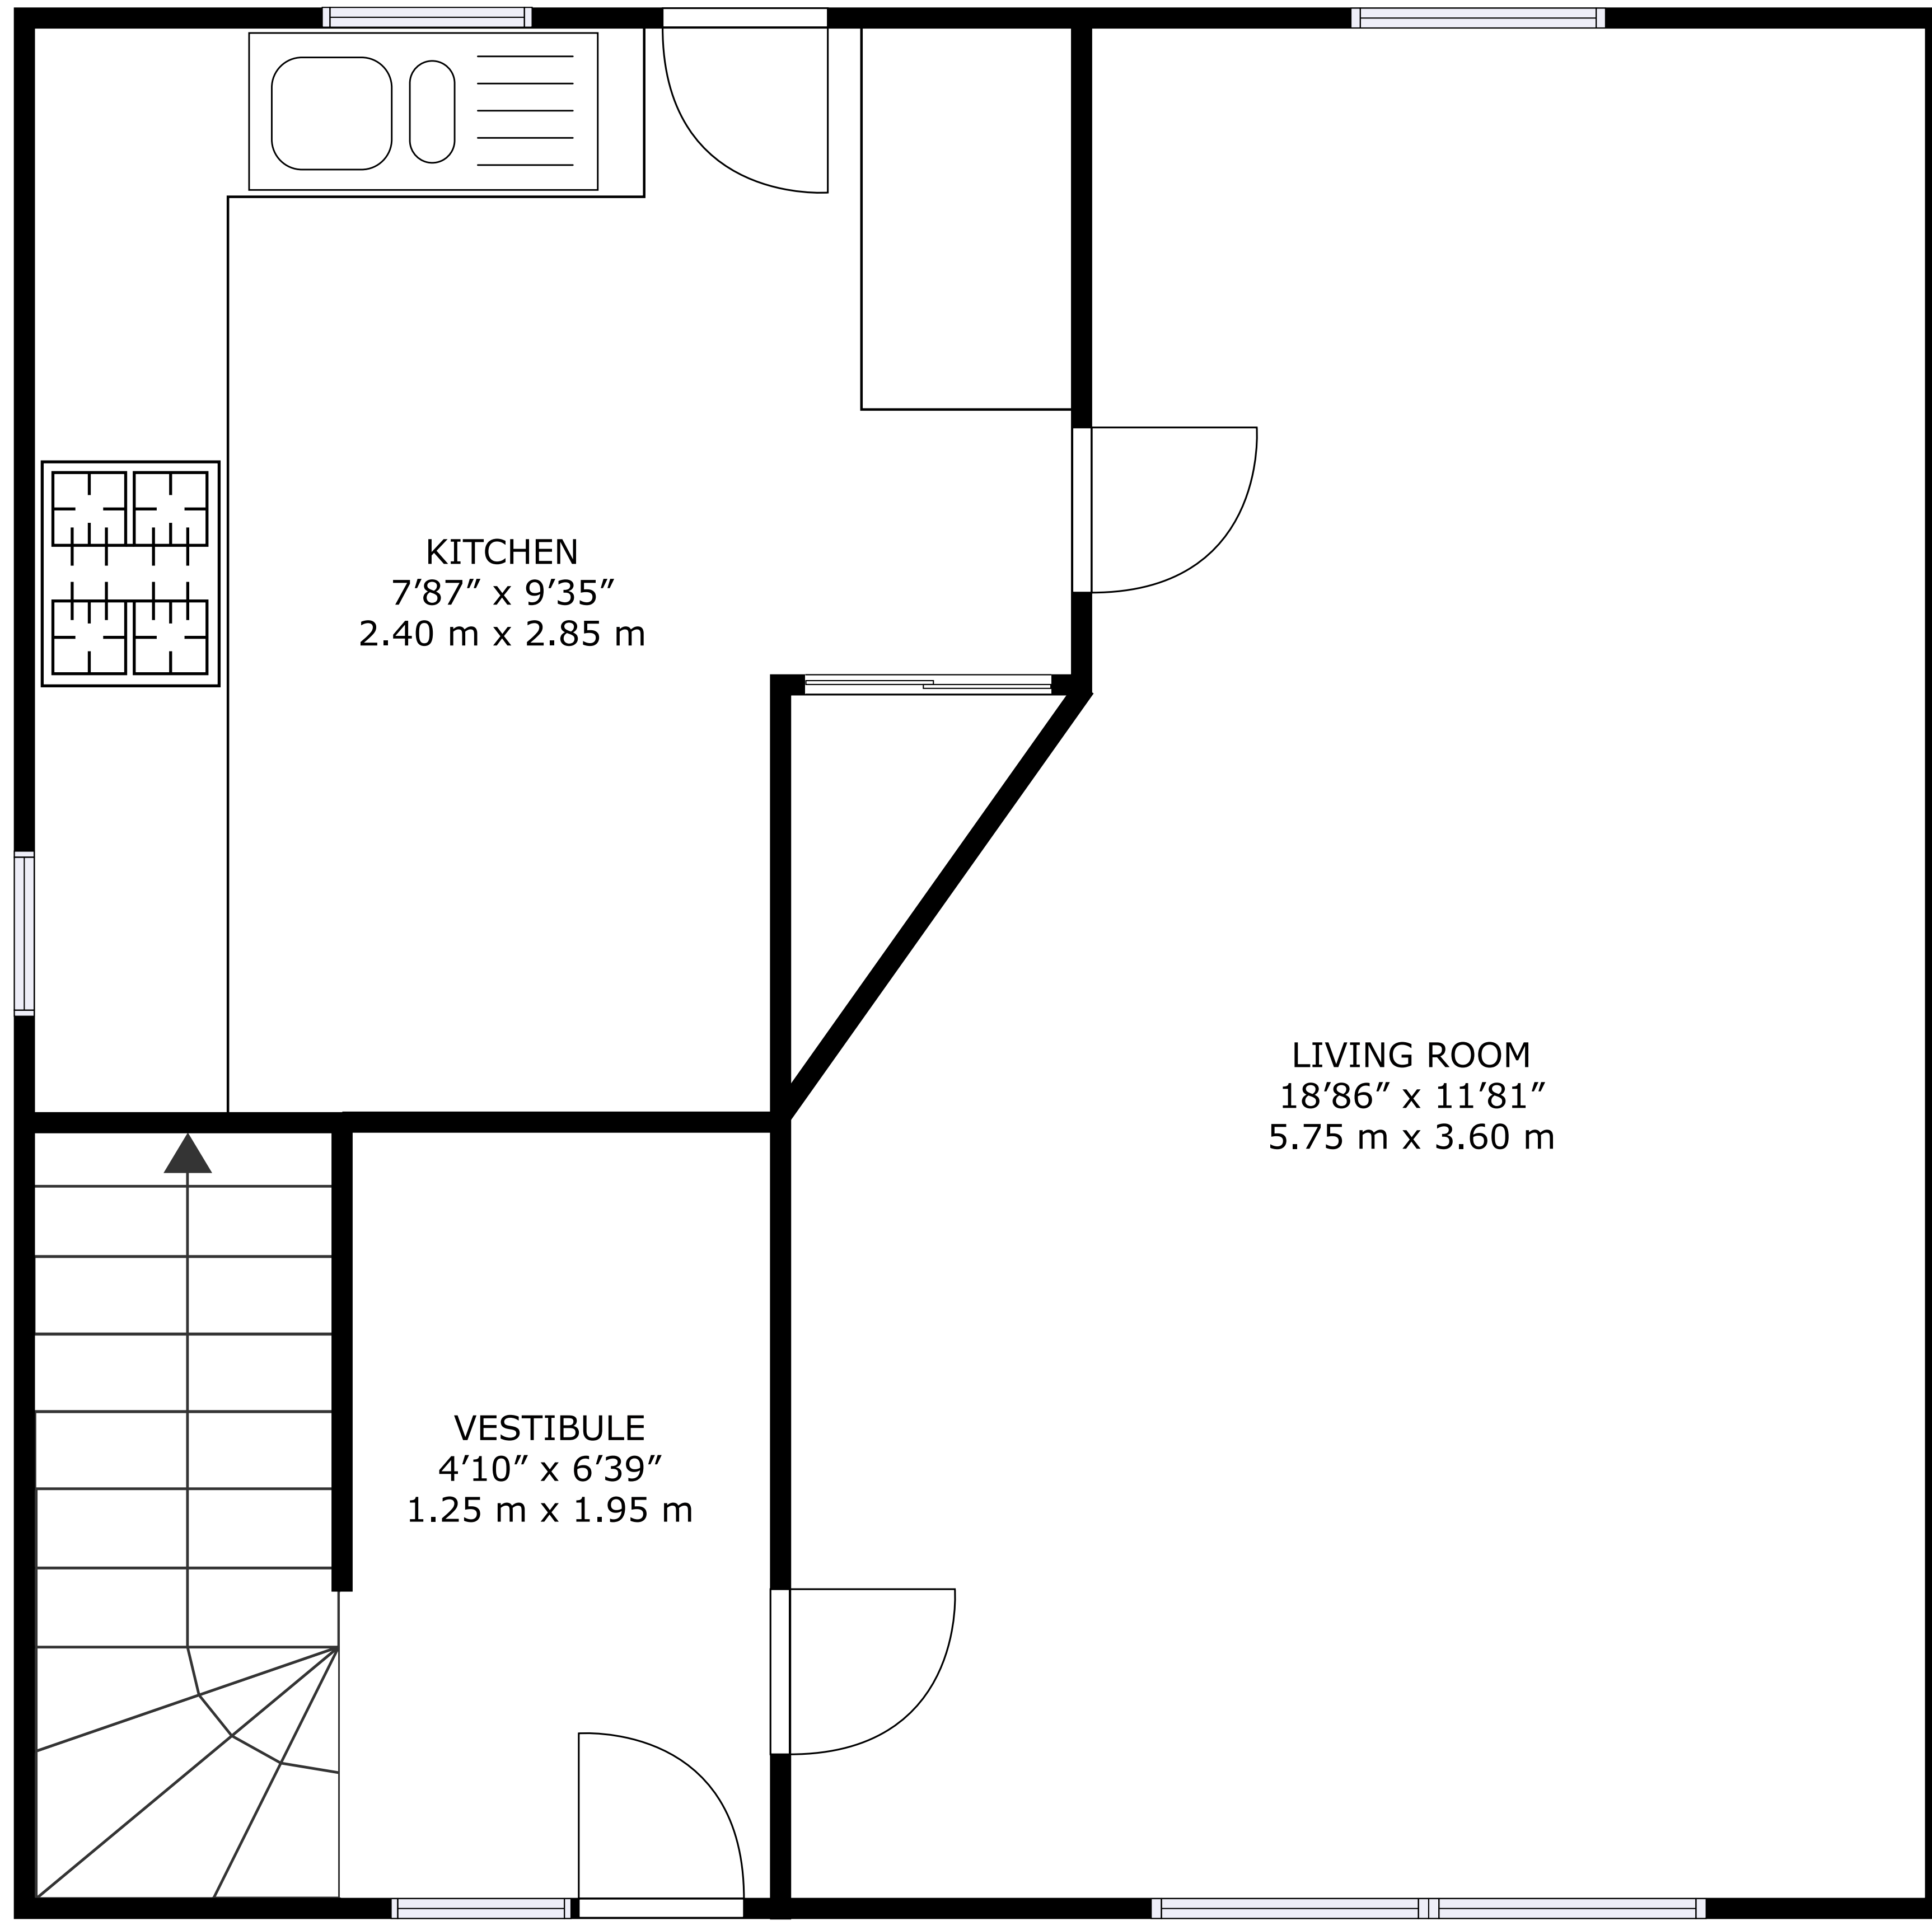 KITCHEN
7’87” x 9’35”
2.40 m x 2.85 m
LIVING ROOM
18’86” x 11’81”
5.75 m x 3.60 m
VESTIBULE
4’10” x 6’39”
1.25 m x 1.95 m